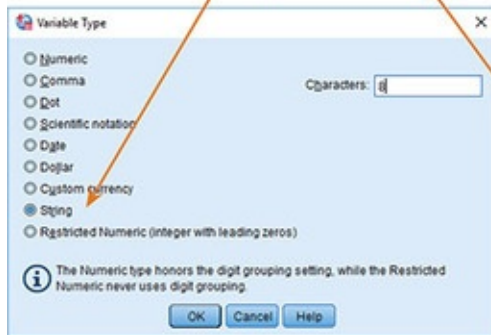 Variable Type
Numeric
Comma
Characters: 8
Dot
Scientific notation
Date
Dollar
Custom currency
String
Restricted Numeric (integer with leading zeros)
The Numeric type honors the digit grouping setting, while the Restricted
Numeric never uses digit grouping.
OK Cancel Help